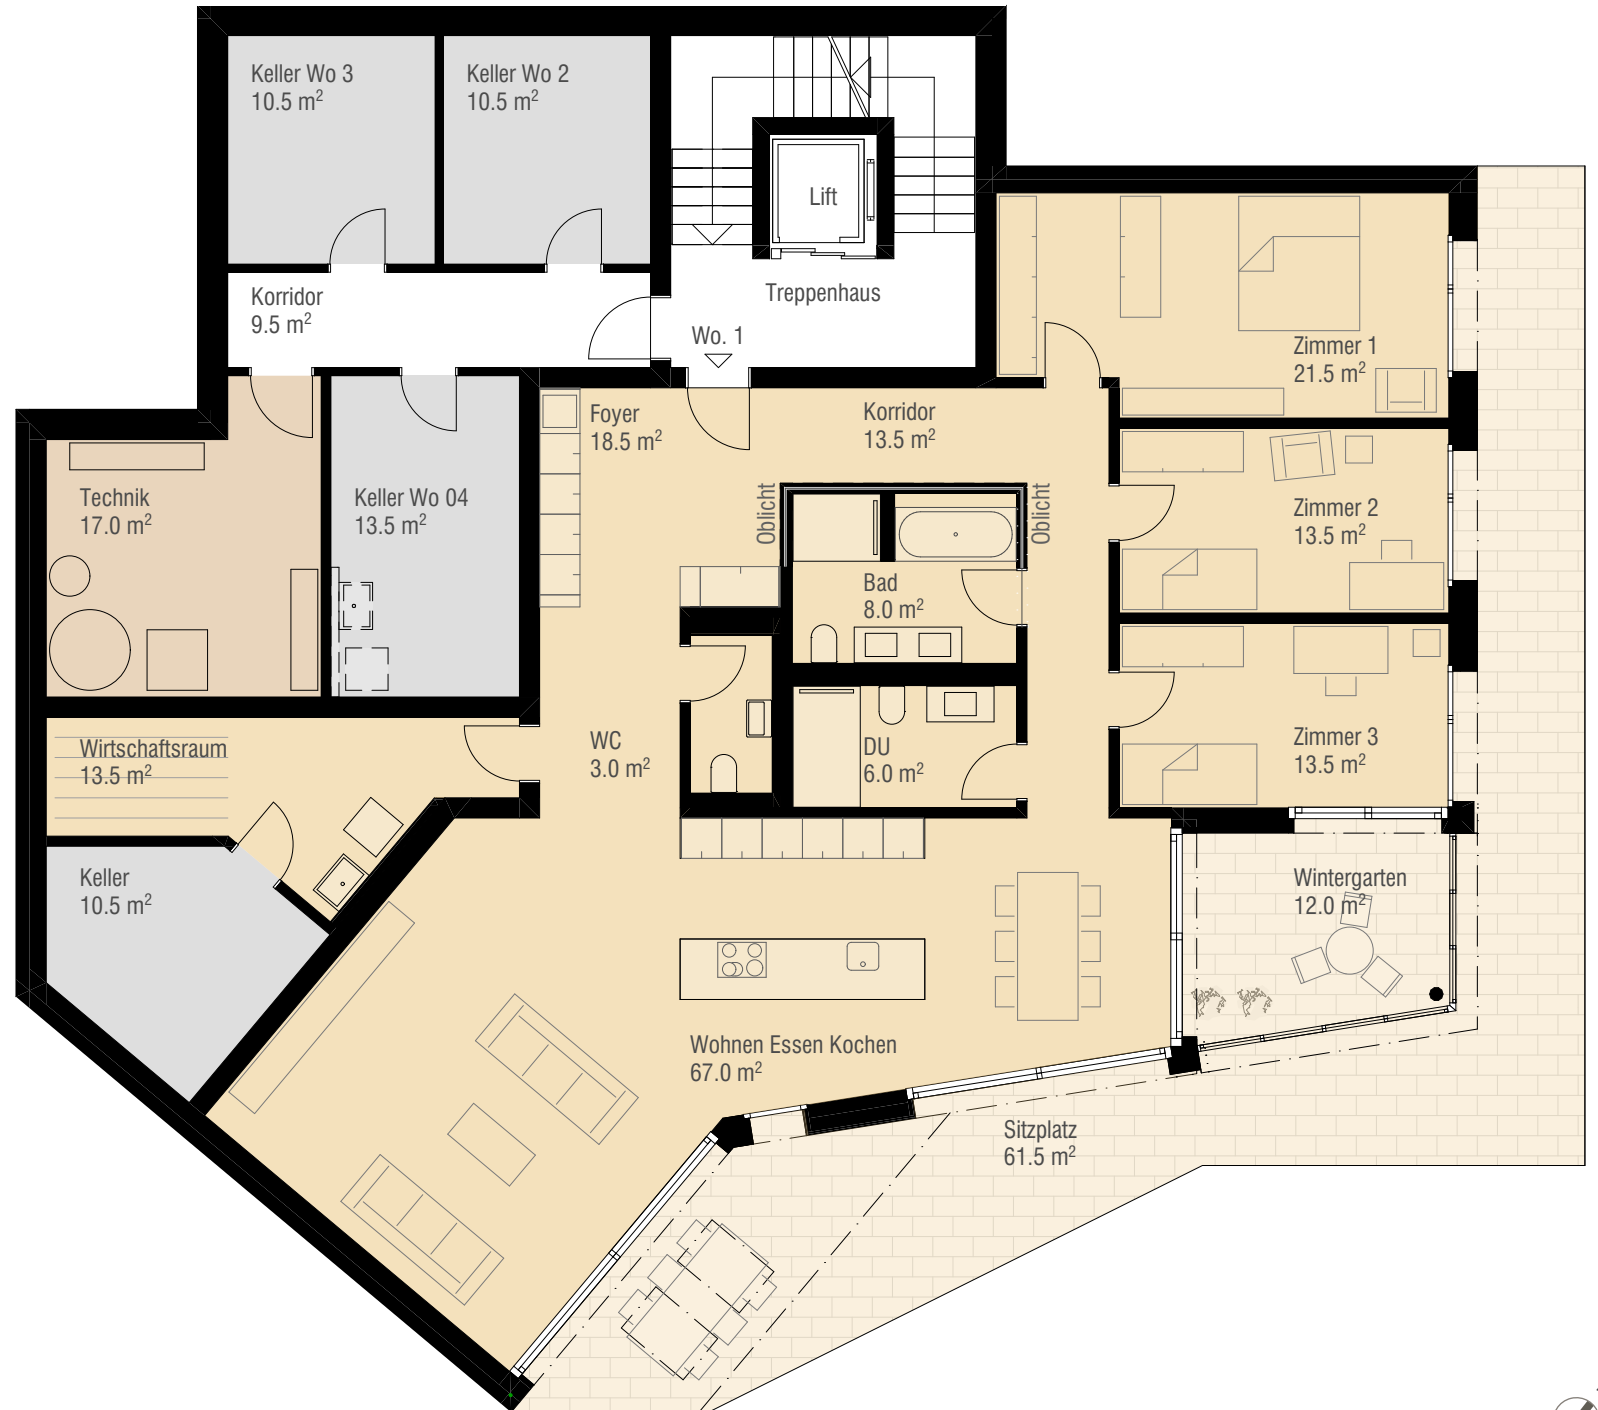 Keller Wo 3
10.5 m²
Keller Wo 2
10.5 m²
Lift
Treppenhaus
Korridor
9.5 m²
Wo. 1
Zimmer 1
21.5 m²
Foyer
18.5 m²
Korridor
13.5 m²
Technik
17.0 m²
Keller Wo 04
13.5 m²
Oblicht
Oblicht
Zimmer 2
13.5 m²
Bad
8.0 m²
Wirtschaftsraum
13.5 m²
WC
3.0 m²
DU
6.0 m²
Zimmer 3
13.5 m²
Keller
10.5 m²
Wintergarten
12.0 m²
Wohnen Essen Kochen
67.0 m²
Sitzplatz
61.5 m²